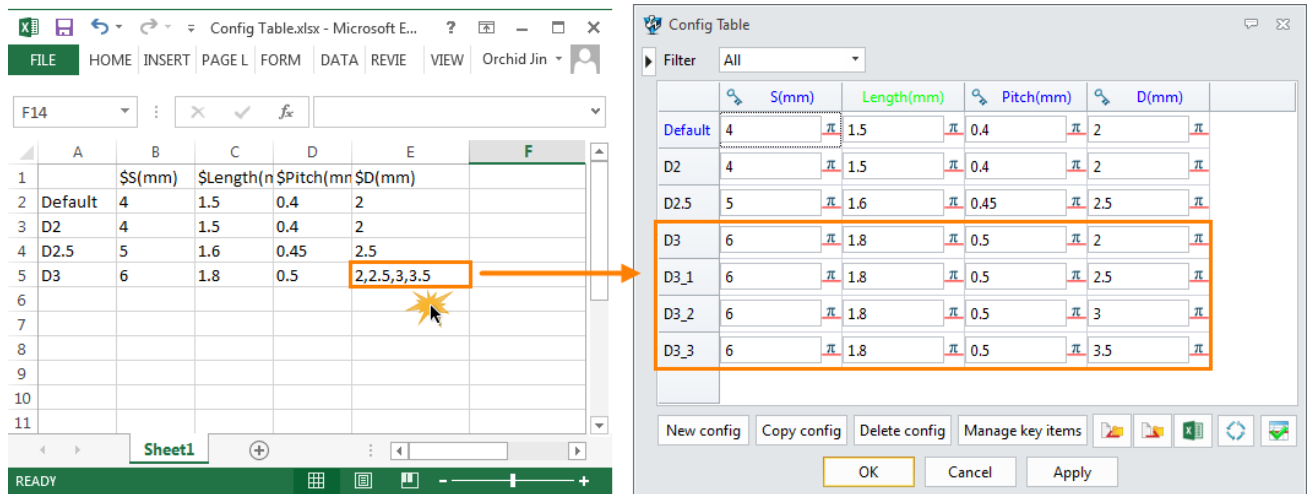 Config Table.xlsx - Microsoft E... ?
FILE HOME INSERT PAGE L FORM DATA REVIE VIEW Orchid Jin
F14 fx
A B C D E F
1 $S(mm) $Length(m $Pitch(mm $D(mm)
2 Default 4 1.5 0.4 2
3 D2 4 1.5 0.4 2
4 D2.5 5 1.6 0.45 2.5
5 D3 6 1.8 0.5 2,2.5,3,3.5
6
7
8
9
10
11
Sheet1
READY
Config Table
Filter All
S(mm) Length(mm) Pitch(mm) D(mm)
Default 4 π 1.5 π 0.4 π 2 π
D2 4 π 1.5 π 0.4 π 2 π
D2.5 5 π 1.6 π 0.45 π 2.5 π
D3 6 π 1.8 π 0.5 π 2 π
D3_1 6 π 1.8 π 0.5 π 2.5 π
D3_2 6 π 1.8 π 0.5 π 3 π
D3_3 6 π 1.8 π 0.5 π 3.5 π
New config Copy config Delete config Manage key items
OK Cancel Apply